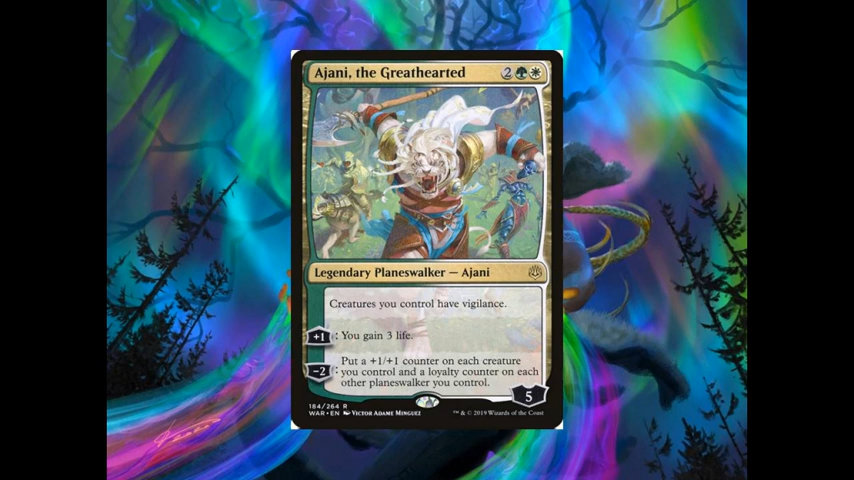 Ajani, the Greathearted 2
Legendary Planeswalker — Ajani
Creatures you control have vigilance.
+1 : You gain 3 life.
-2 : Put a +1/+1 counter on each creature
you control and a loyalty counter on each
other planeswalker you control.
5
184/264 R
WAR • EN Victor Adame Minguez ™ & © 2019 Wizards of the Coast